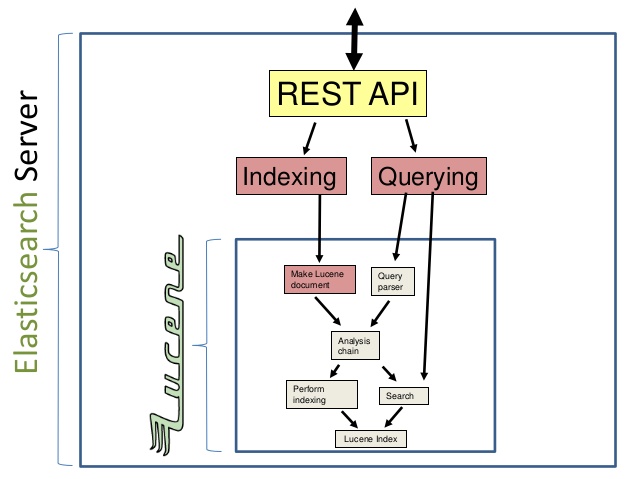 Elasticsearch Server
REST API
Indexing
Querying
Lucene
Make Lucene
document
Query
parser
Analysis
chain
Perform
indexing
Search
Lucene Index